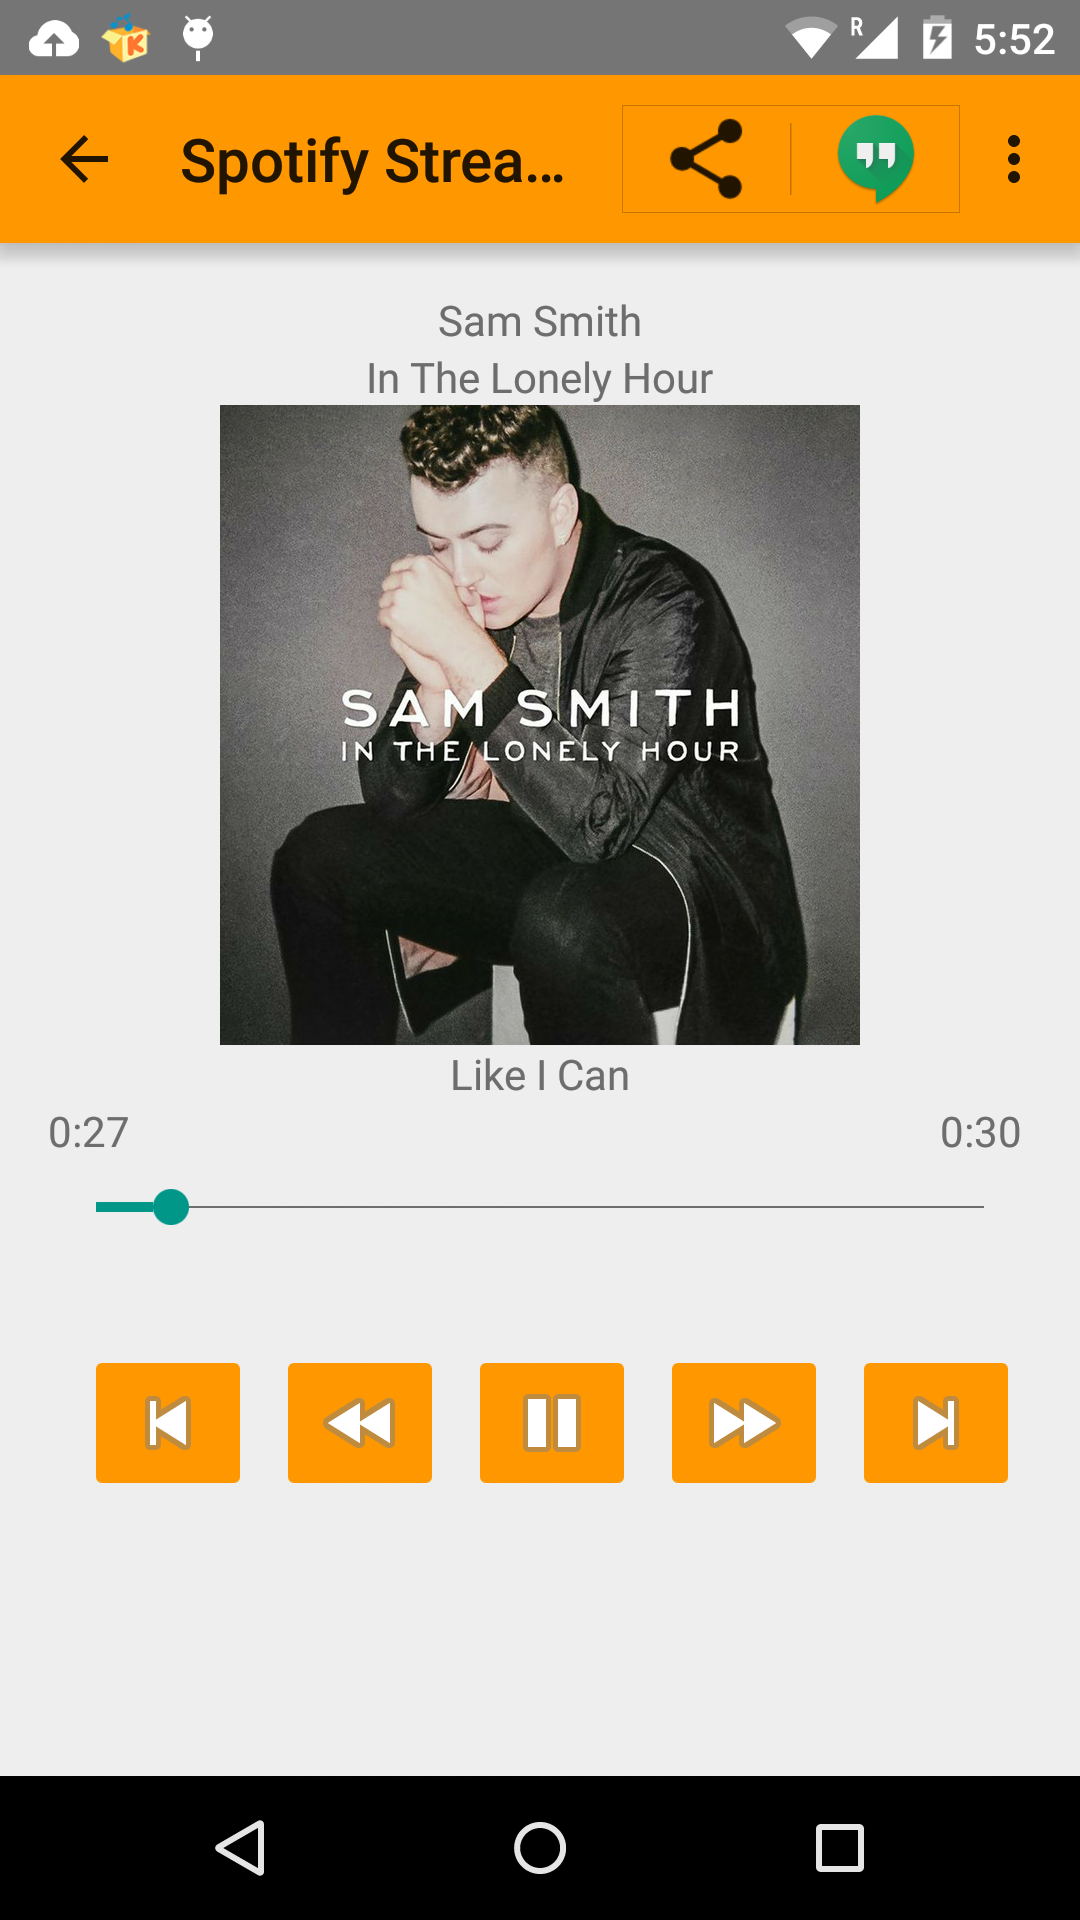 R 5:52
Spotify Strea...
Sam Smith
In The Lonely Hour
SAM SMITH
IN THE LONELY HOUR
Like I Can
0:27 0:30